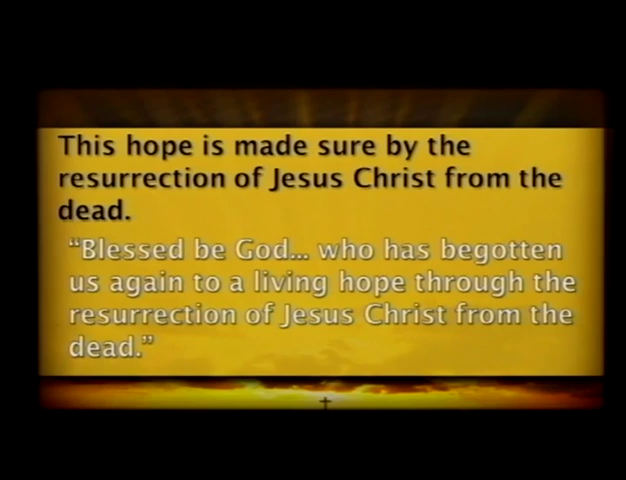 This hope is made sure by the
resurrection of Jesus Christ from the
dead.
“Blessed be God... who has begotten
us again to a living hope through the
resurrection of Jesus Christ from the
dead.”